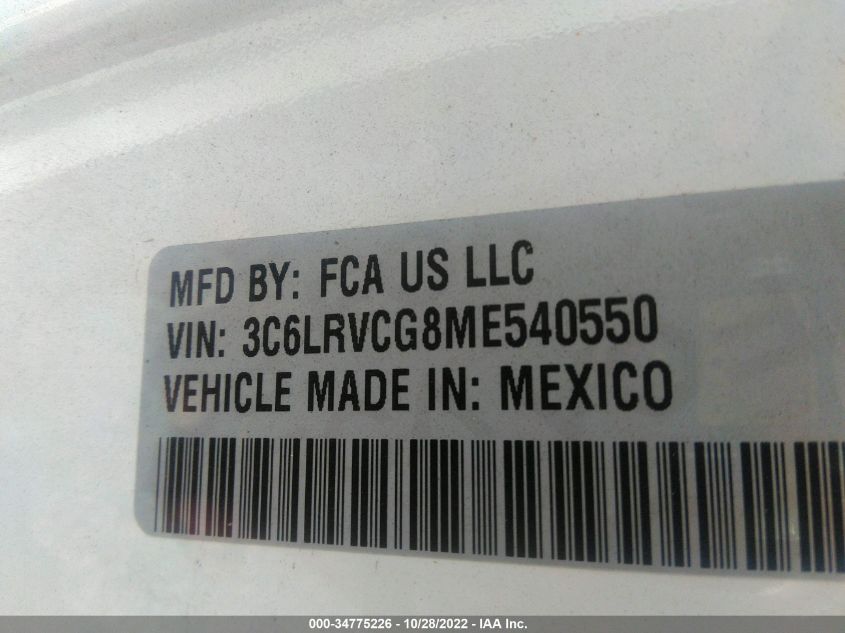 MFD BY: FCA US LLC
VIN: 3C6LRVCG8ME540550
VEHICLE MADE IN: MEXICO
000-34775226 - 10/28/2022 - IAA Inc.